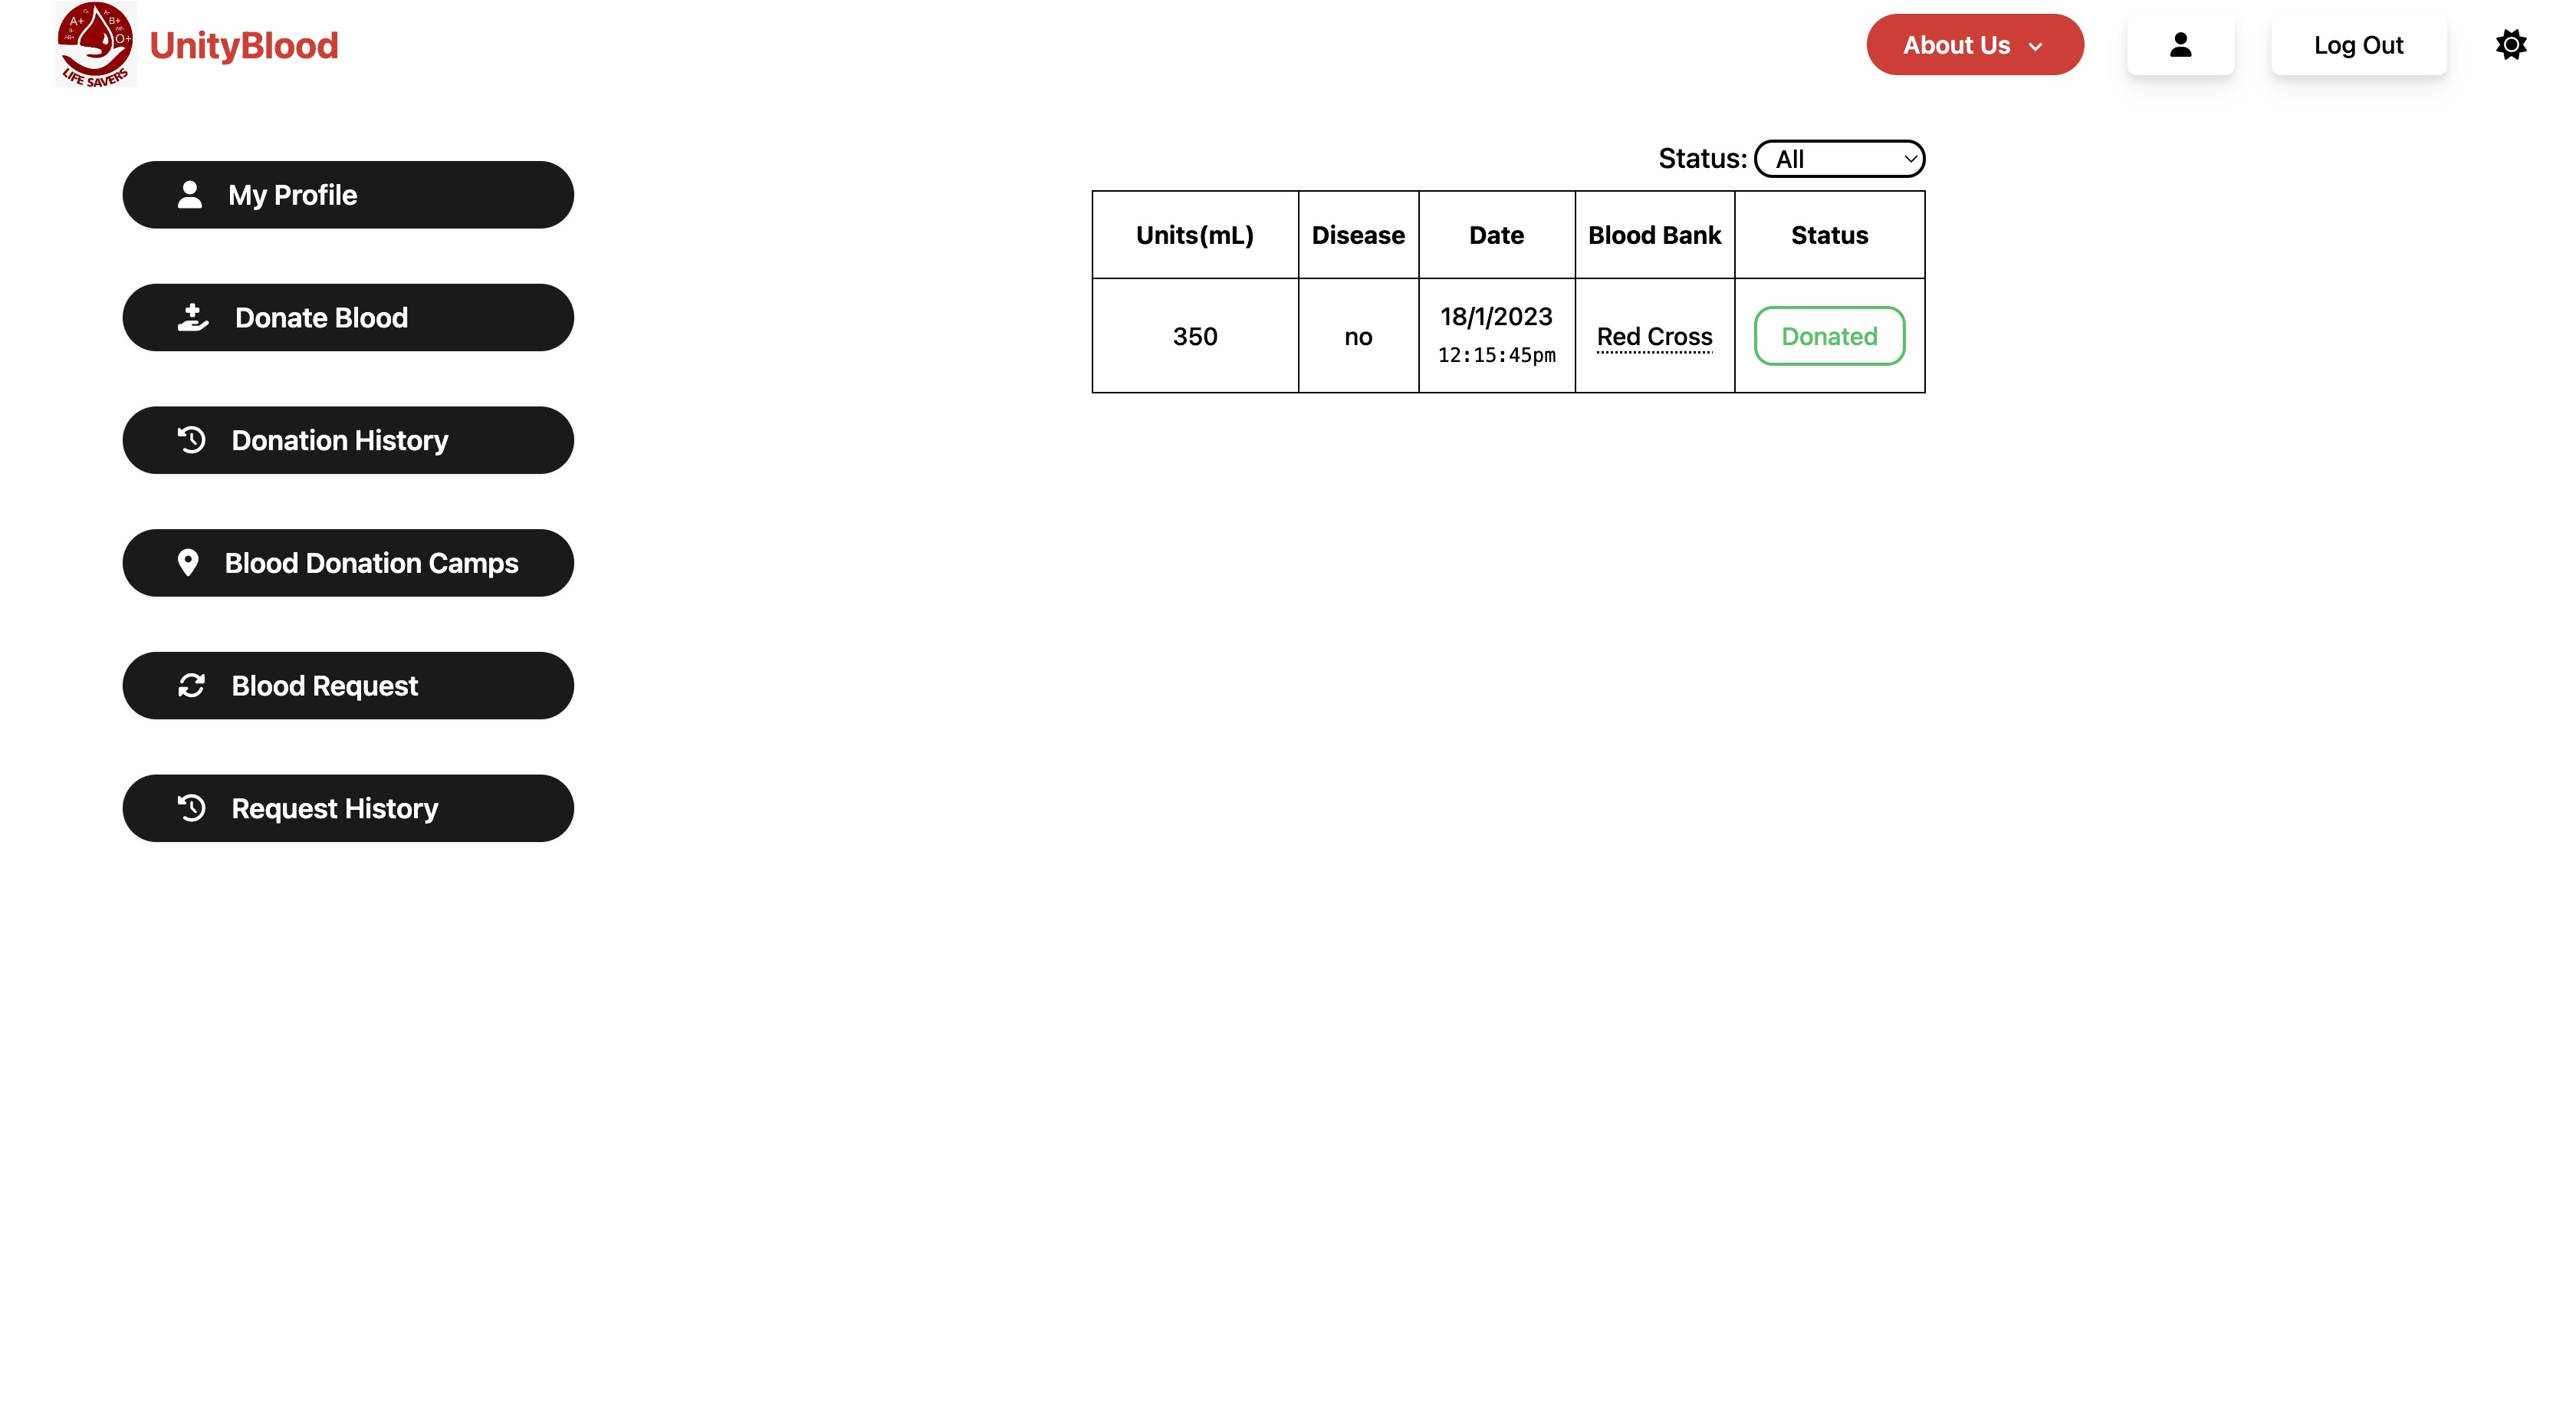 A+
B+
O+
LIFE SAVERS
UnityBlood
About Us
Log Out
My Profile
Donate Blood
Donation History
Blood Donation Camps
Blood Request
Request History
Status: All
Units(mL) Disease Date Blood Bank Status
350 no 18/1/2023 Red Cross Donated
12:15:45pm